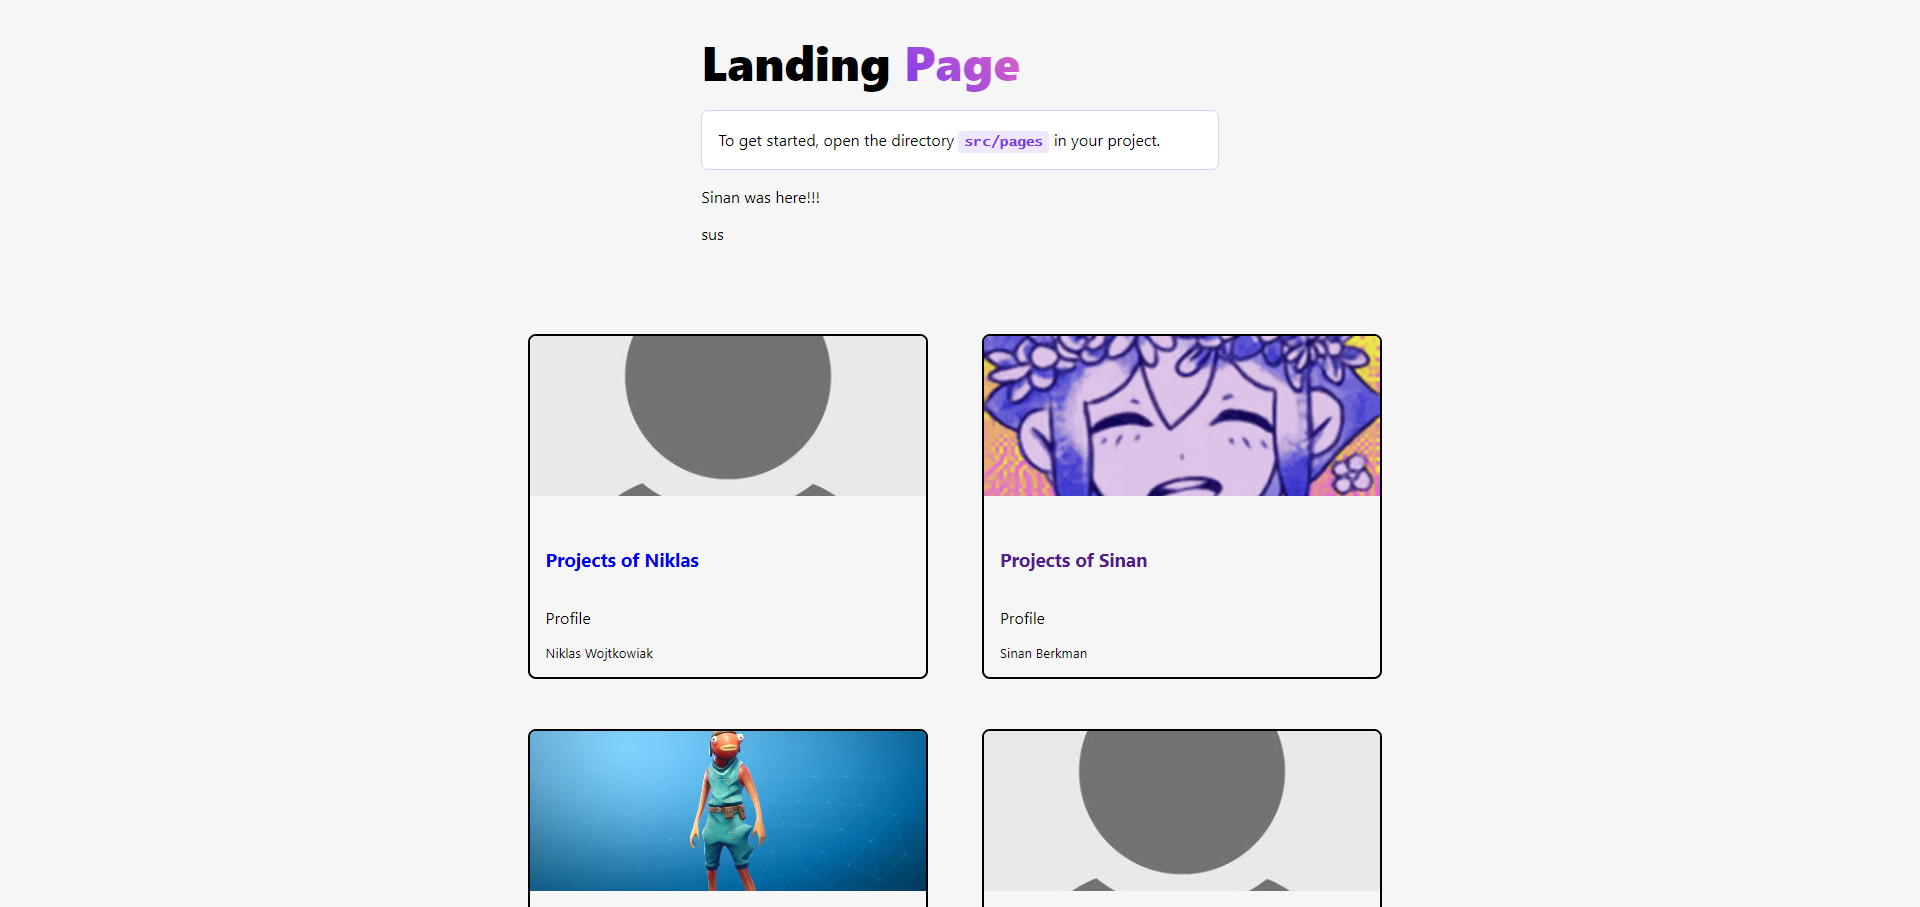 Landing Page
To get started, open the directory src/pages in your project.
Sinan was here!!!
sus
Projects of Niklas
Profile
Niklas Wojtkowiak
Projects of Sinan
Profile
Sinan Berkman